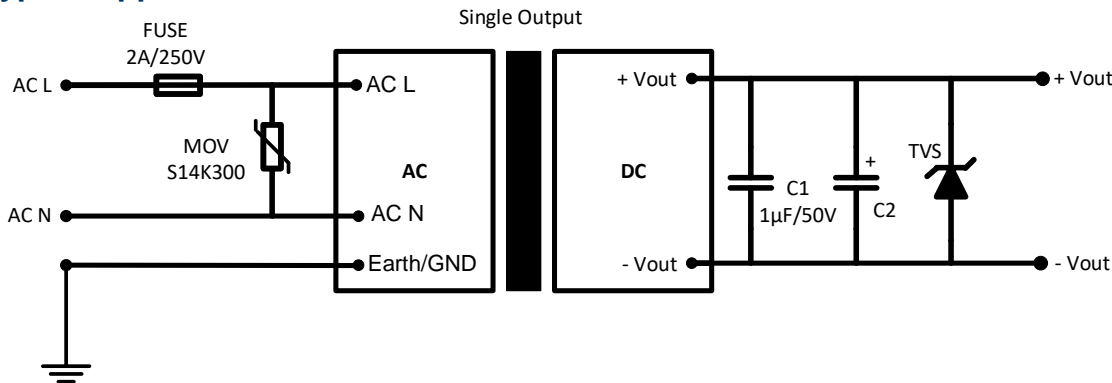 Single Output
FUSE
2A/250V
AC L
AC L
MOV
S14K300
AC
AC N
AC N
Earth/GND
+ Vout
DC
- Vout
C1
1µF/50V
+
C2
TVS
+ Vout
- Vout